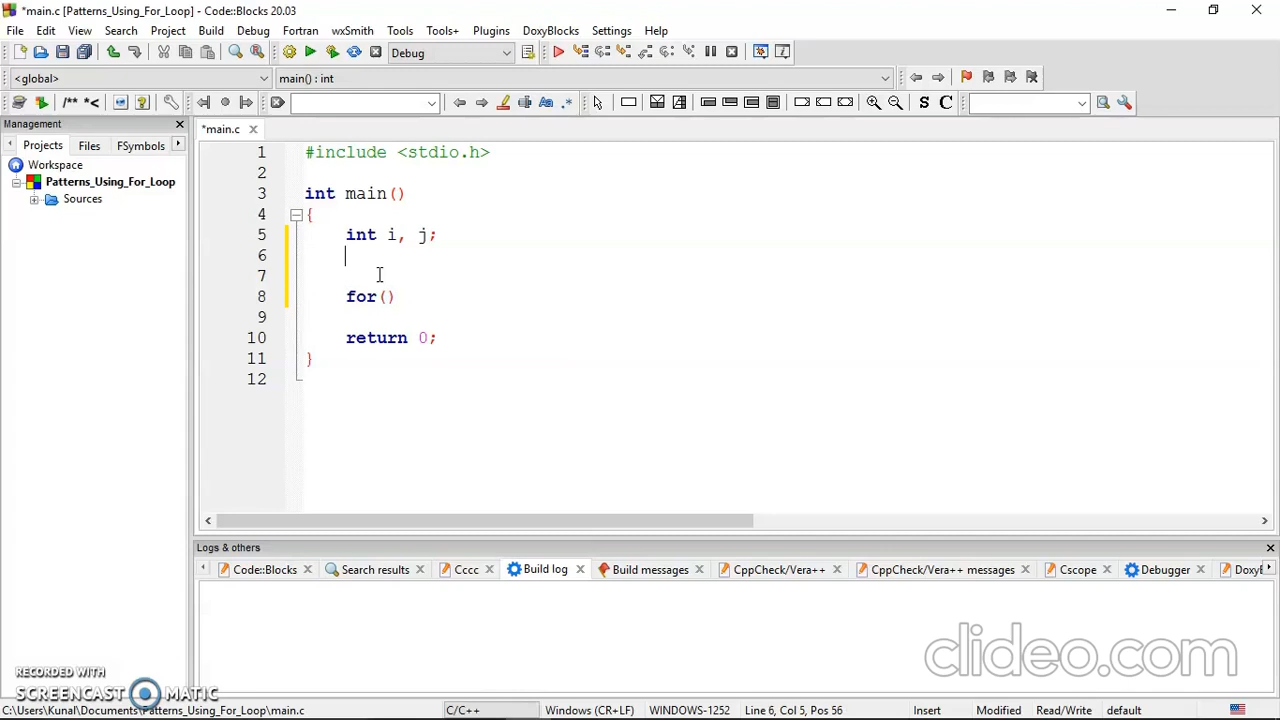 *main.c [Patterns_Using_For_Loop] - Code::Blocks 20.03
File Edit View Search Project Build Debug Fortran wxSmith Tools Tools+ Plugins DoxyBlocks Settings Help
Debug
<global> main() : int
/** *< .* S C
Management
Projects Files FSymbols
Workspace
Patterns_Using_For_Loop
Sources
*main.c
1 #include <stdio.h>
2
3 int main()
4 {
5 int i, j;
6
7
8 for()
9
10 return 0;
11 }
12
Logs & others
Code::Blocks Search results Cccc Build log Build messages CppCheck/Vera++ CppCheck/Vera++ messages Cscope Debugger DoxyB
clideo.com
RECORDED WITH
SCREENCAST MATIC
C:\Users\Kunal\Documents\Patterns_Using_For_Loop\main.c C/C++ Windows (CR+LF) WINDOWS-1252 Line 6, Col 5, Pos 56 Insert Modified Read/Write default